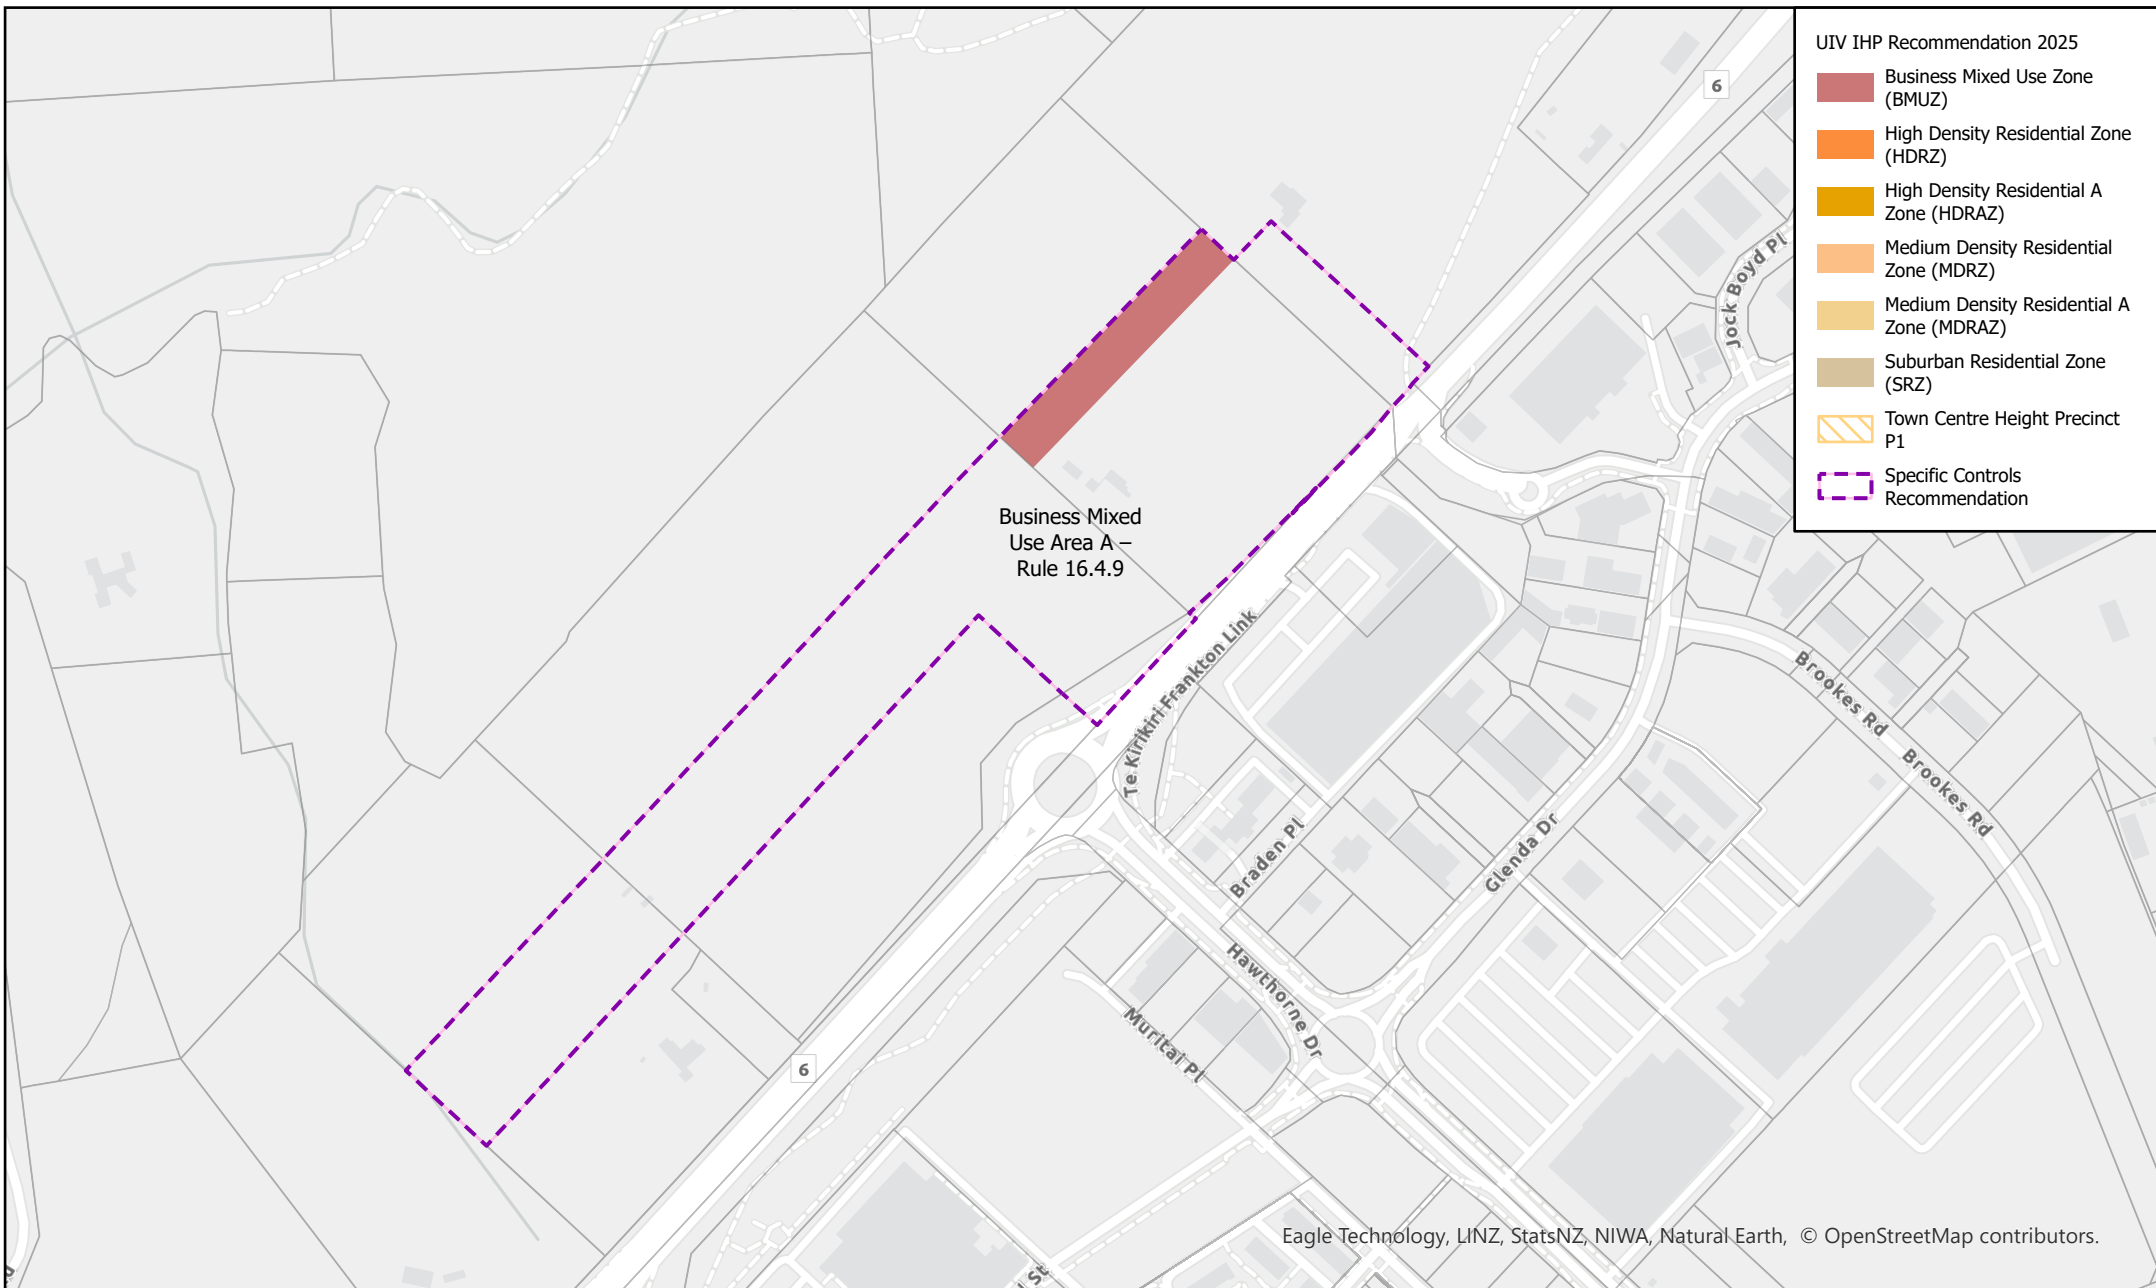 UIV IHP Recommendation 2025
Business Mixed Use Zone
(BMUZ)
High Density Residential Zone
(HDRZ)
High Density Residential A
Zone (HDRAZ)
Medium Density Residential
Zone (MDRZ)
Medium Density Residential A
Zone (MDRAZ)
Suburban Residential Zone
(SRZ)
Town Centre Height Precinct
P1
Specific Controls
Recommendation
6
Jock Boyd Pl
Business Mixed
Use Area A –
Rule 16.4.9
Te Kirikiri Frankton Link
Brookes Rd
Brookes Rd
Braden Pl
Glenda Dr
Hawthorne Dr
Muritai Pl
6
Eagle Technology, LINZ, StatsNZ, NIWA, Natural Earth, © OpenStreetMap contributors.